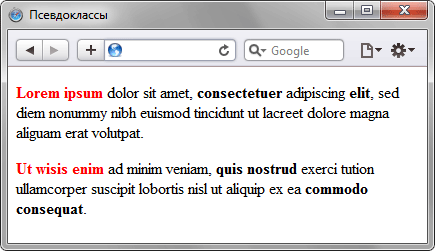 Псевдоклассы
Google
Lorem ipsum dolor sit amet, consectetuer adipiscing elit, sed
diem nonummy nibh euismod tincidunt ut lacreet dolore magna
aliguam erat volutpat.
Ut wisis enim ad minim veniam, quis nostrud exerci tution
ullamcorper suscipit lobortis nisl ut aliquip ex ea commodo
consequat.